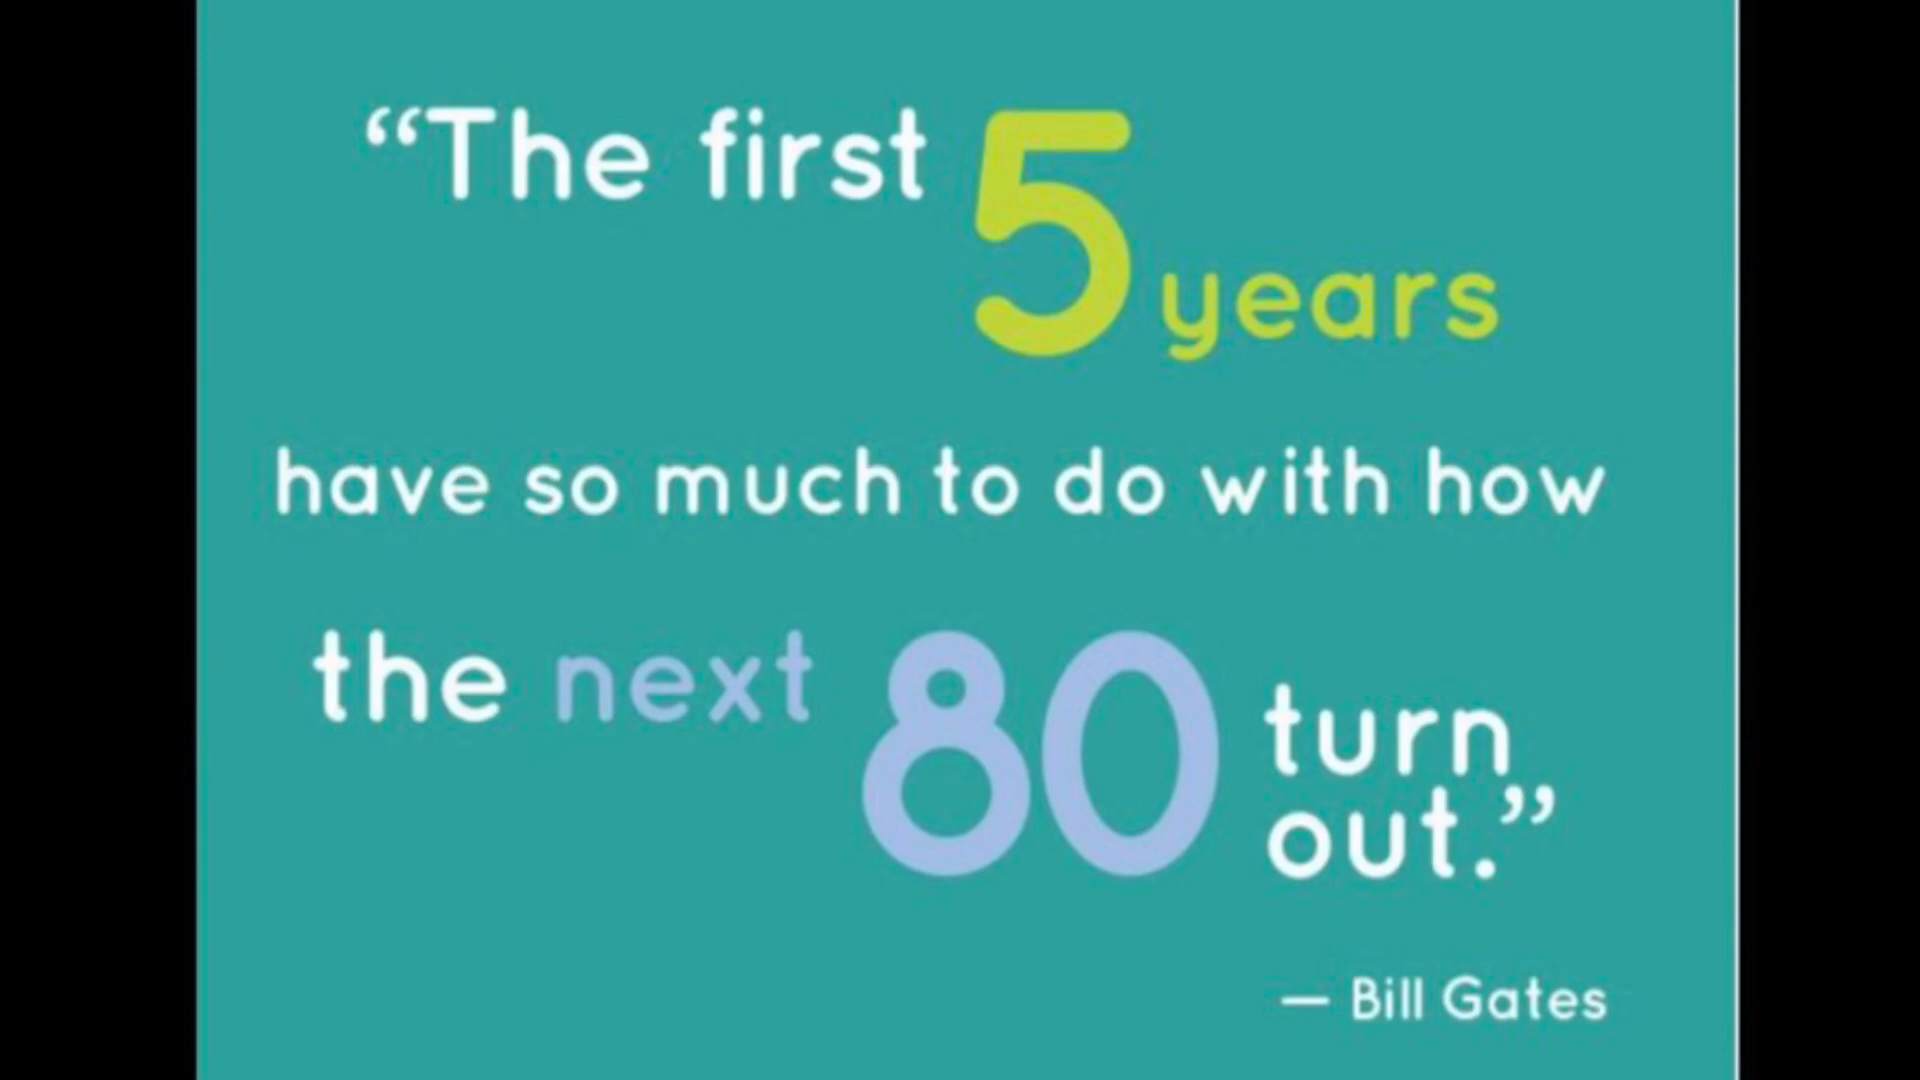 “The first 5 years
have so much to do with how
the next 80 turn
out.”
— Bill Gates